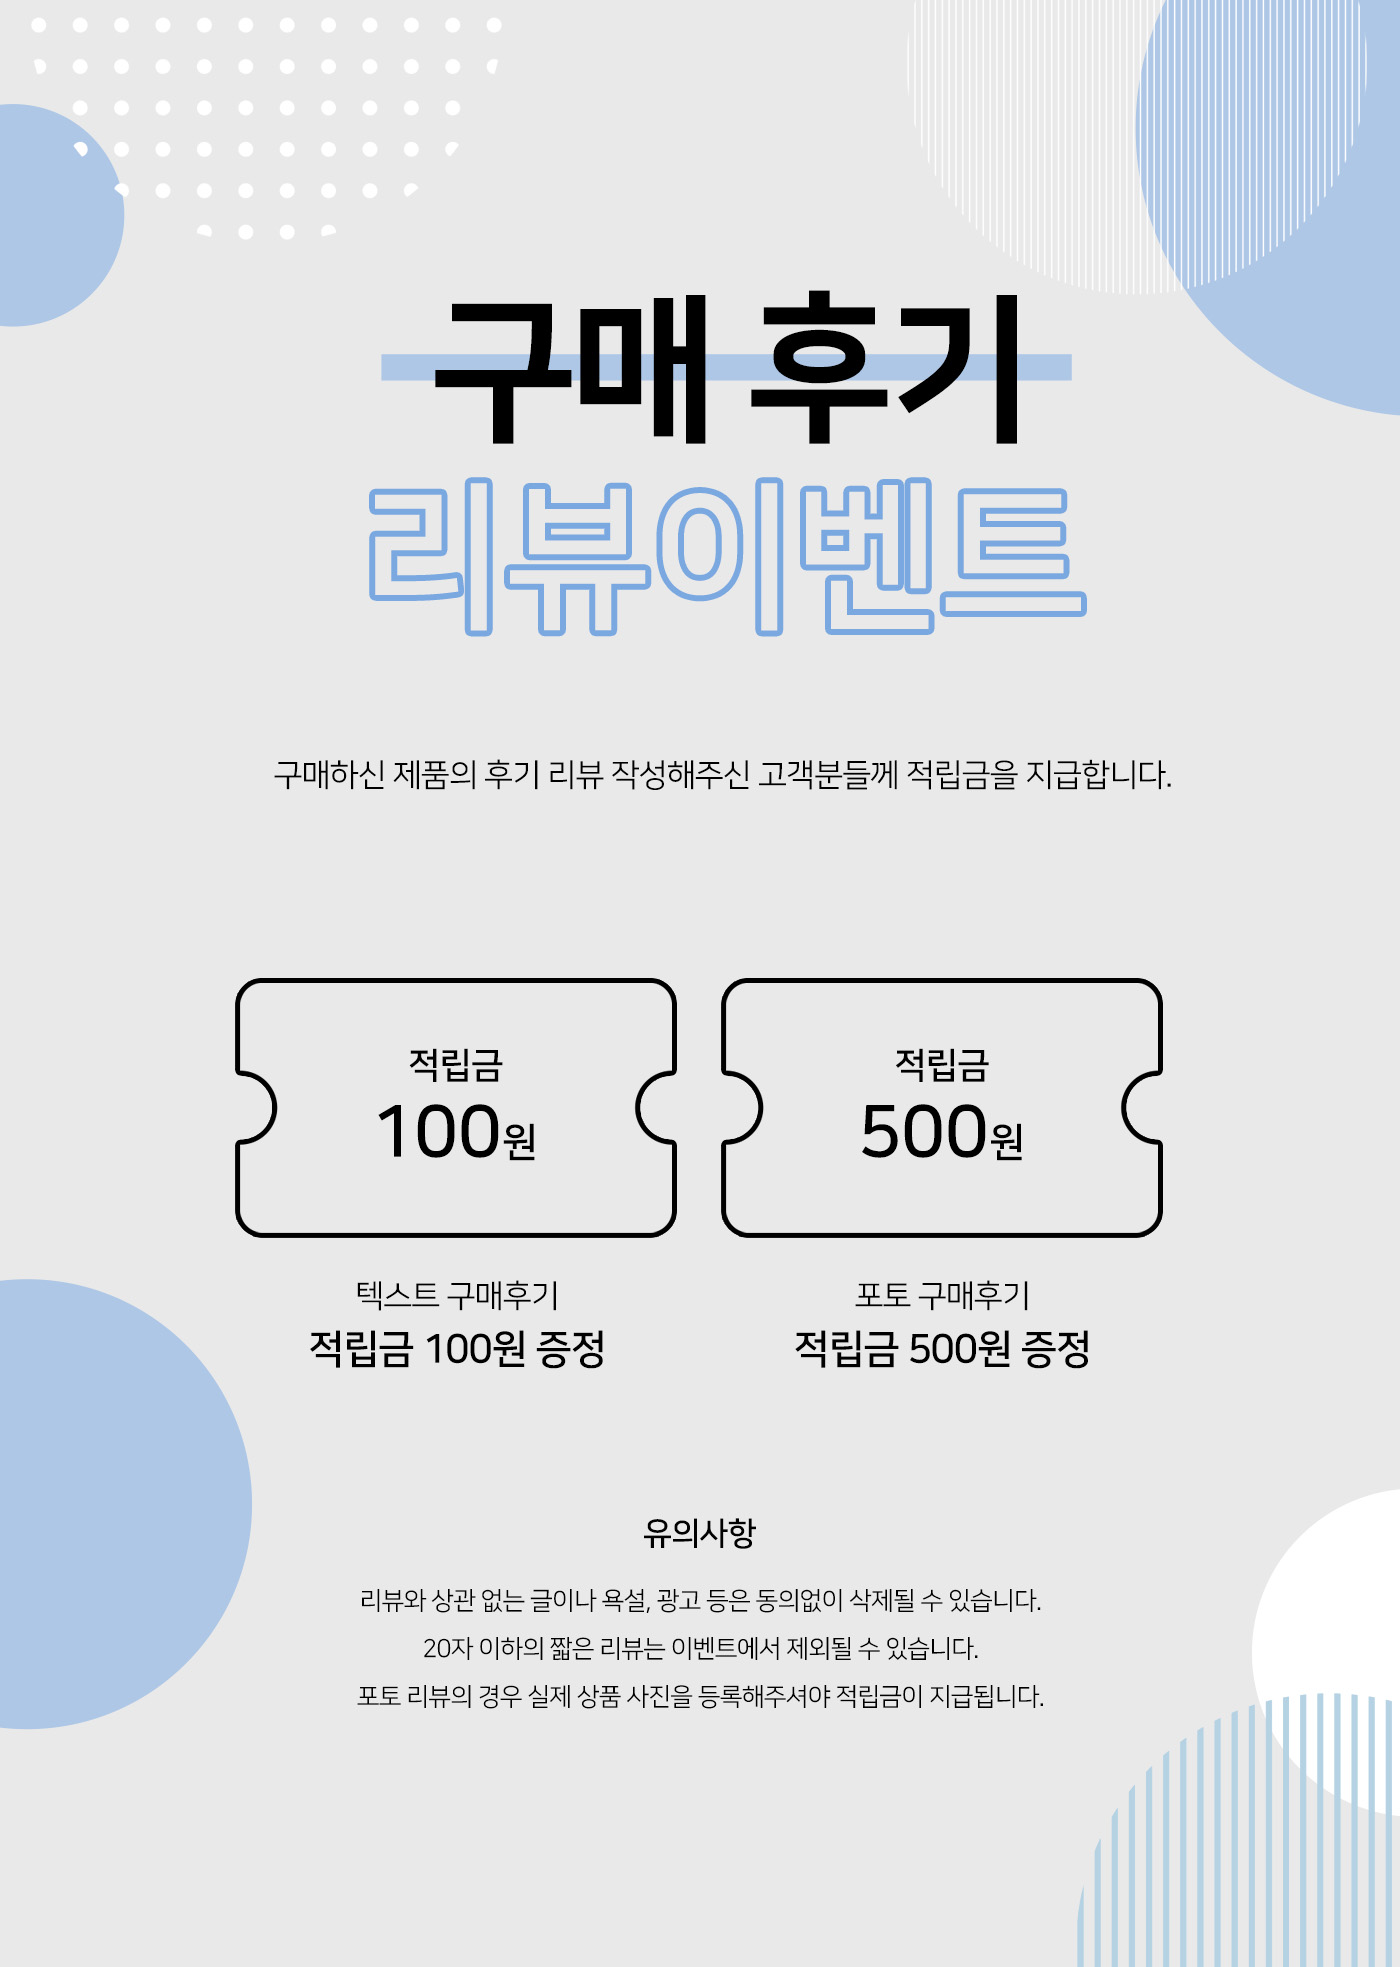 구매 후기
리뷰이벤트
구매하신 제품의 후기 리뷰 작성해주신 고객분들께 적립금을 지급합니다.
적립금
100원
적립금
500원
텍스트 구매후기
적립금 100원 증정
포토 구매후기
적립금 500원 증정
유의사항
리뷰와 상관 없는 글이나 욕설, 광고 등은 동의없이 삭제될 수 있습니다.
20자 이하의 짧은 리뷰는 이벤트에서 제외될 수 있습니다.
포토 리뷰의 경우 실제 상품 사진을 등록해주셔야 적립금이 지급됩니다.